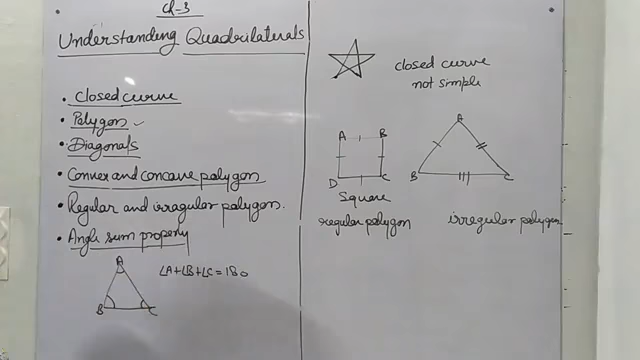 Ch-3
Understanding Quadrilaterals
• Closed curve
• Polygon
• Diagonals
• Convex and concave polygon
• Regular and irragular polygon.
• Angle sum property
A
∠A+∠B+∠C=180
B C
closed curve
not simple
A B
D C
Square
regular polygon
A
B C
irregular polygon